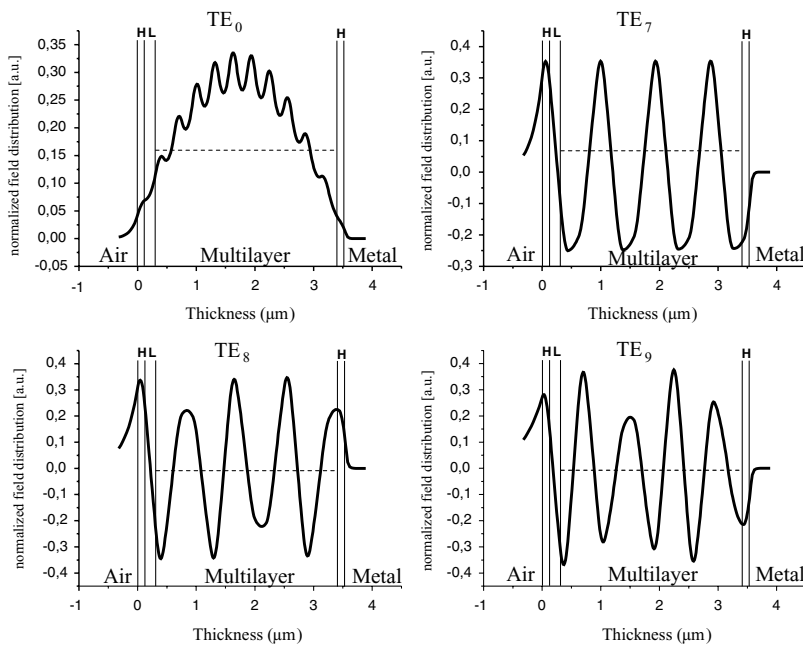 TE0
H L H
normalized field distribution [a.u.]
0,35
0,30
0,25
0,20
0,15
0,10
0,05
0,00
-0,05
Air Multilayer Metal
-1 0 1 2 3 4
Thickness (µm)
TE7
H L H
normalized field distribution [a.u.]
0,4
0,3
0,2
0,1
0,0
-0,1
-0,2
-0,3
Air Multilayer Metal
-1 0 1 2 3 4
Thickness (µm)
TE8
H L H
normalized field distribution [a.u.]
0,4
0,3
0,2
0,1
0,0
-0,1
-0,2
-0,3
-0,4
Air Multilayer Metal
-1 0 1 2 3 4
Thickness (µm)
TE9
H L H
normalized field distribution [a.u.]
0,4
0,3
0,2
0,1
0,0
-0,1
-0,2
-0,3
-0,4
Air Multilayer Metal
-1 0 1 2 3 4
Thickness (µm)